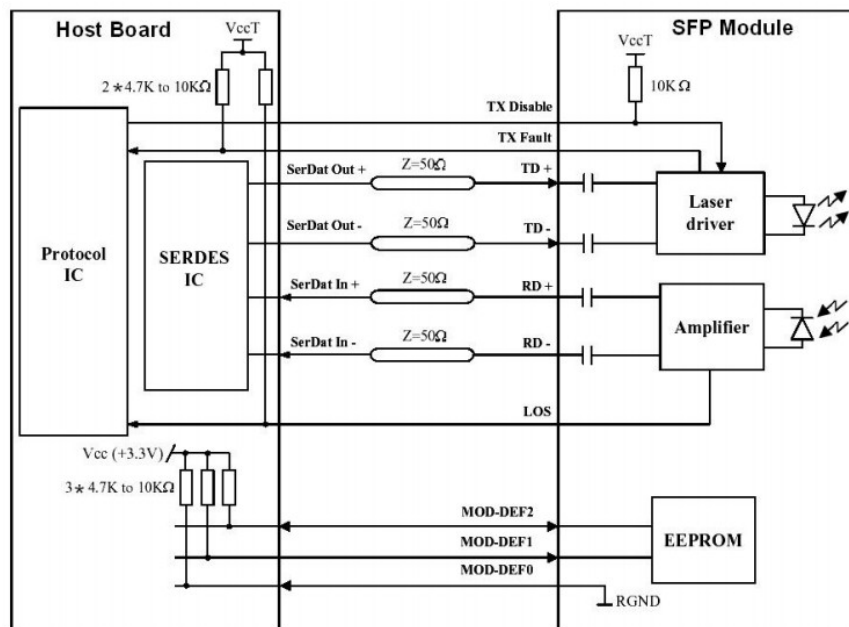 Host Board
SFP Module
VccT
VccT
2*4.7K to 10KΩ
10KΩ
TX Disable
TX Fault
SerDat Out +
Z=50Ω
TD +
SerDat Out -
Z=50Ω
TD -
Laser
driver
Protocol
IC
SERDES
IC
SerDat In +
Z=50Ω
RD +
SerDat In -
Z=50Ω
RD -
Amplifier
LOS
Vcc (+3.3V)
3*4.7K to 10KΩ
MOD-DEF2
MOD-DEF1
MOD-DEF0
EEPROM
RGND